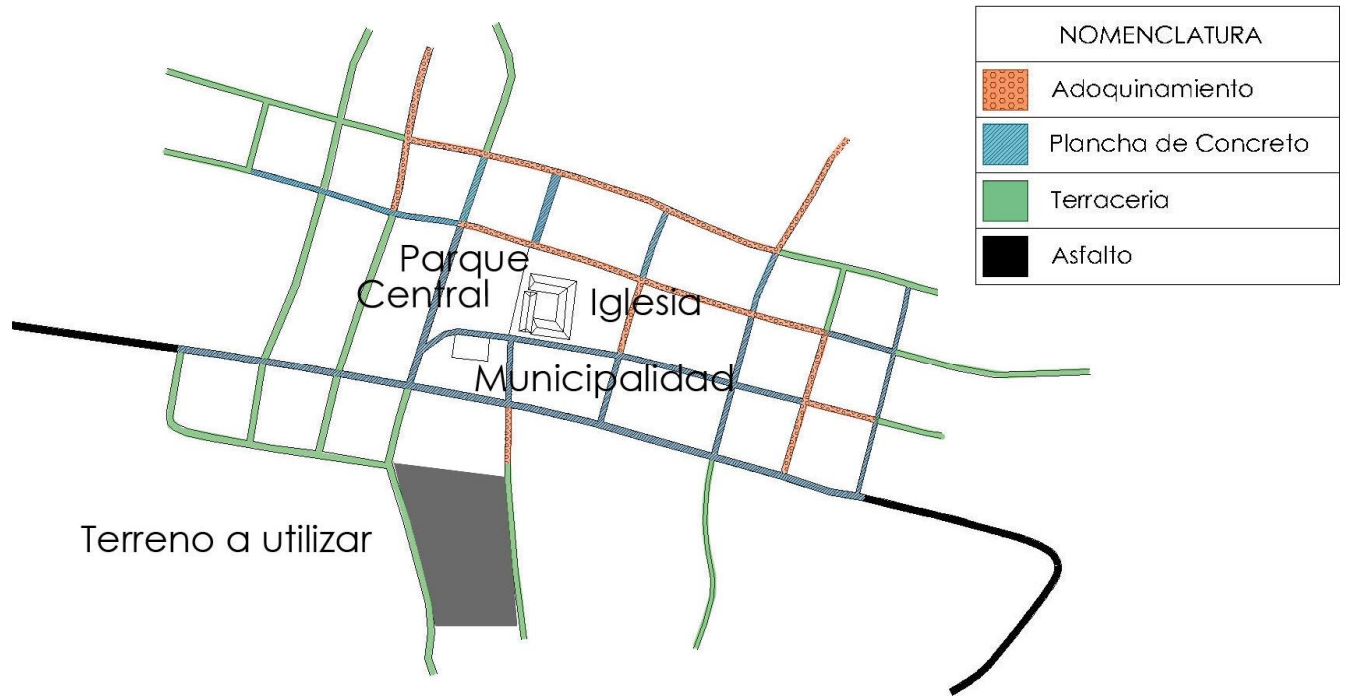 NOMENCLATURA
Adoquinamiento
Plancha de Concreto
Terraceria
Asfalto
Parque
Central
Iglesia
Municipalidad
Terreno a utilizar